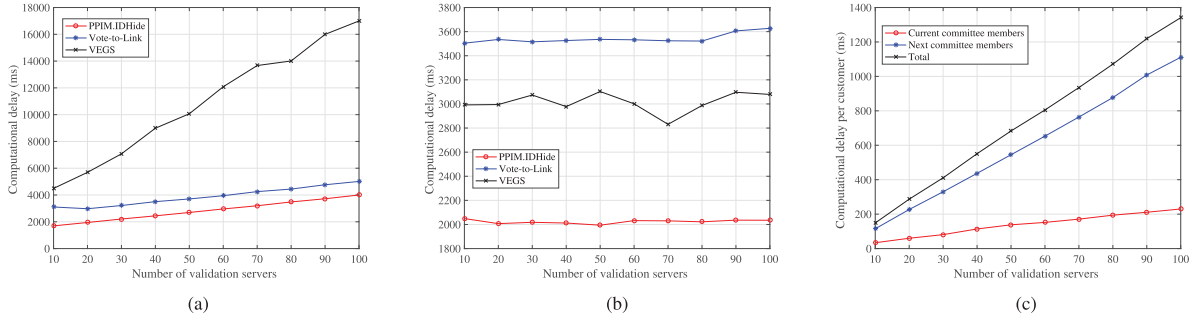 18000
16000
14000
12000
10000
8000
6000
4000
2000
0
Computational delay (ms)
PPIM.IDHide
Vote-to-Link
VEGS
10 20 30 40 50 60 70 80 90 100
Number of validation servers
(a)
3800
3600
3400
3200
3000
2800
2600
2400
2200
2000
1800
Computational delay (ms)
PPIM.IDHide
Vote-to-Link
VEGS
10 20 30 40 50 60 70 80 90 100
Number of validation servers
(b)
1400
1200
1000
800
600
400
200
0
Computational delay per customer (ms)
Current committee members
Next committee members
Total
10 20 30 40 50 60 70 80 90 100
Number of validation servers
(c)